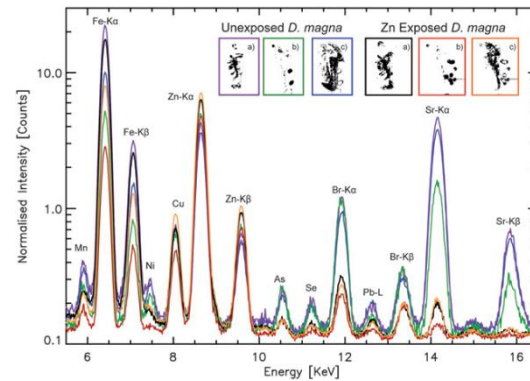 Unexposed D. magna
Zn Exposed D. magna
a)
b)
c)
a)
b)
c)
Fe-Kα
Fe-Kβ
Mn
Ni
Cu
Zn-Kα
Zn-Kβ
As
Se
Br-Kα
Pb-L
Br-Kβ
Sr-Kα
Sr-Kβ
Normalised Intensity [Counts]
10.0
1.0
0.1
6
8
10
12
14
16
Energy [KeV]